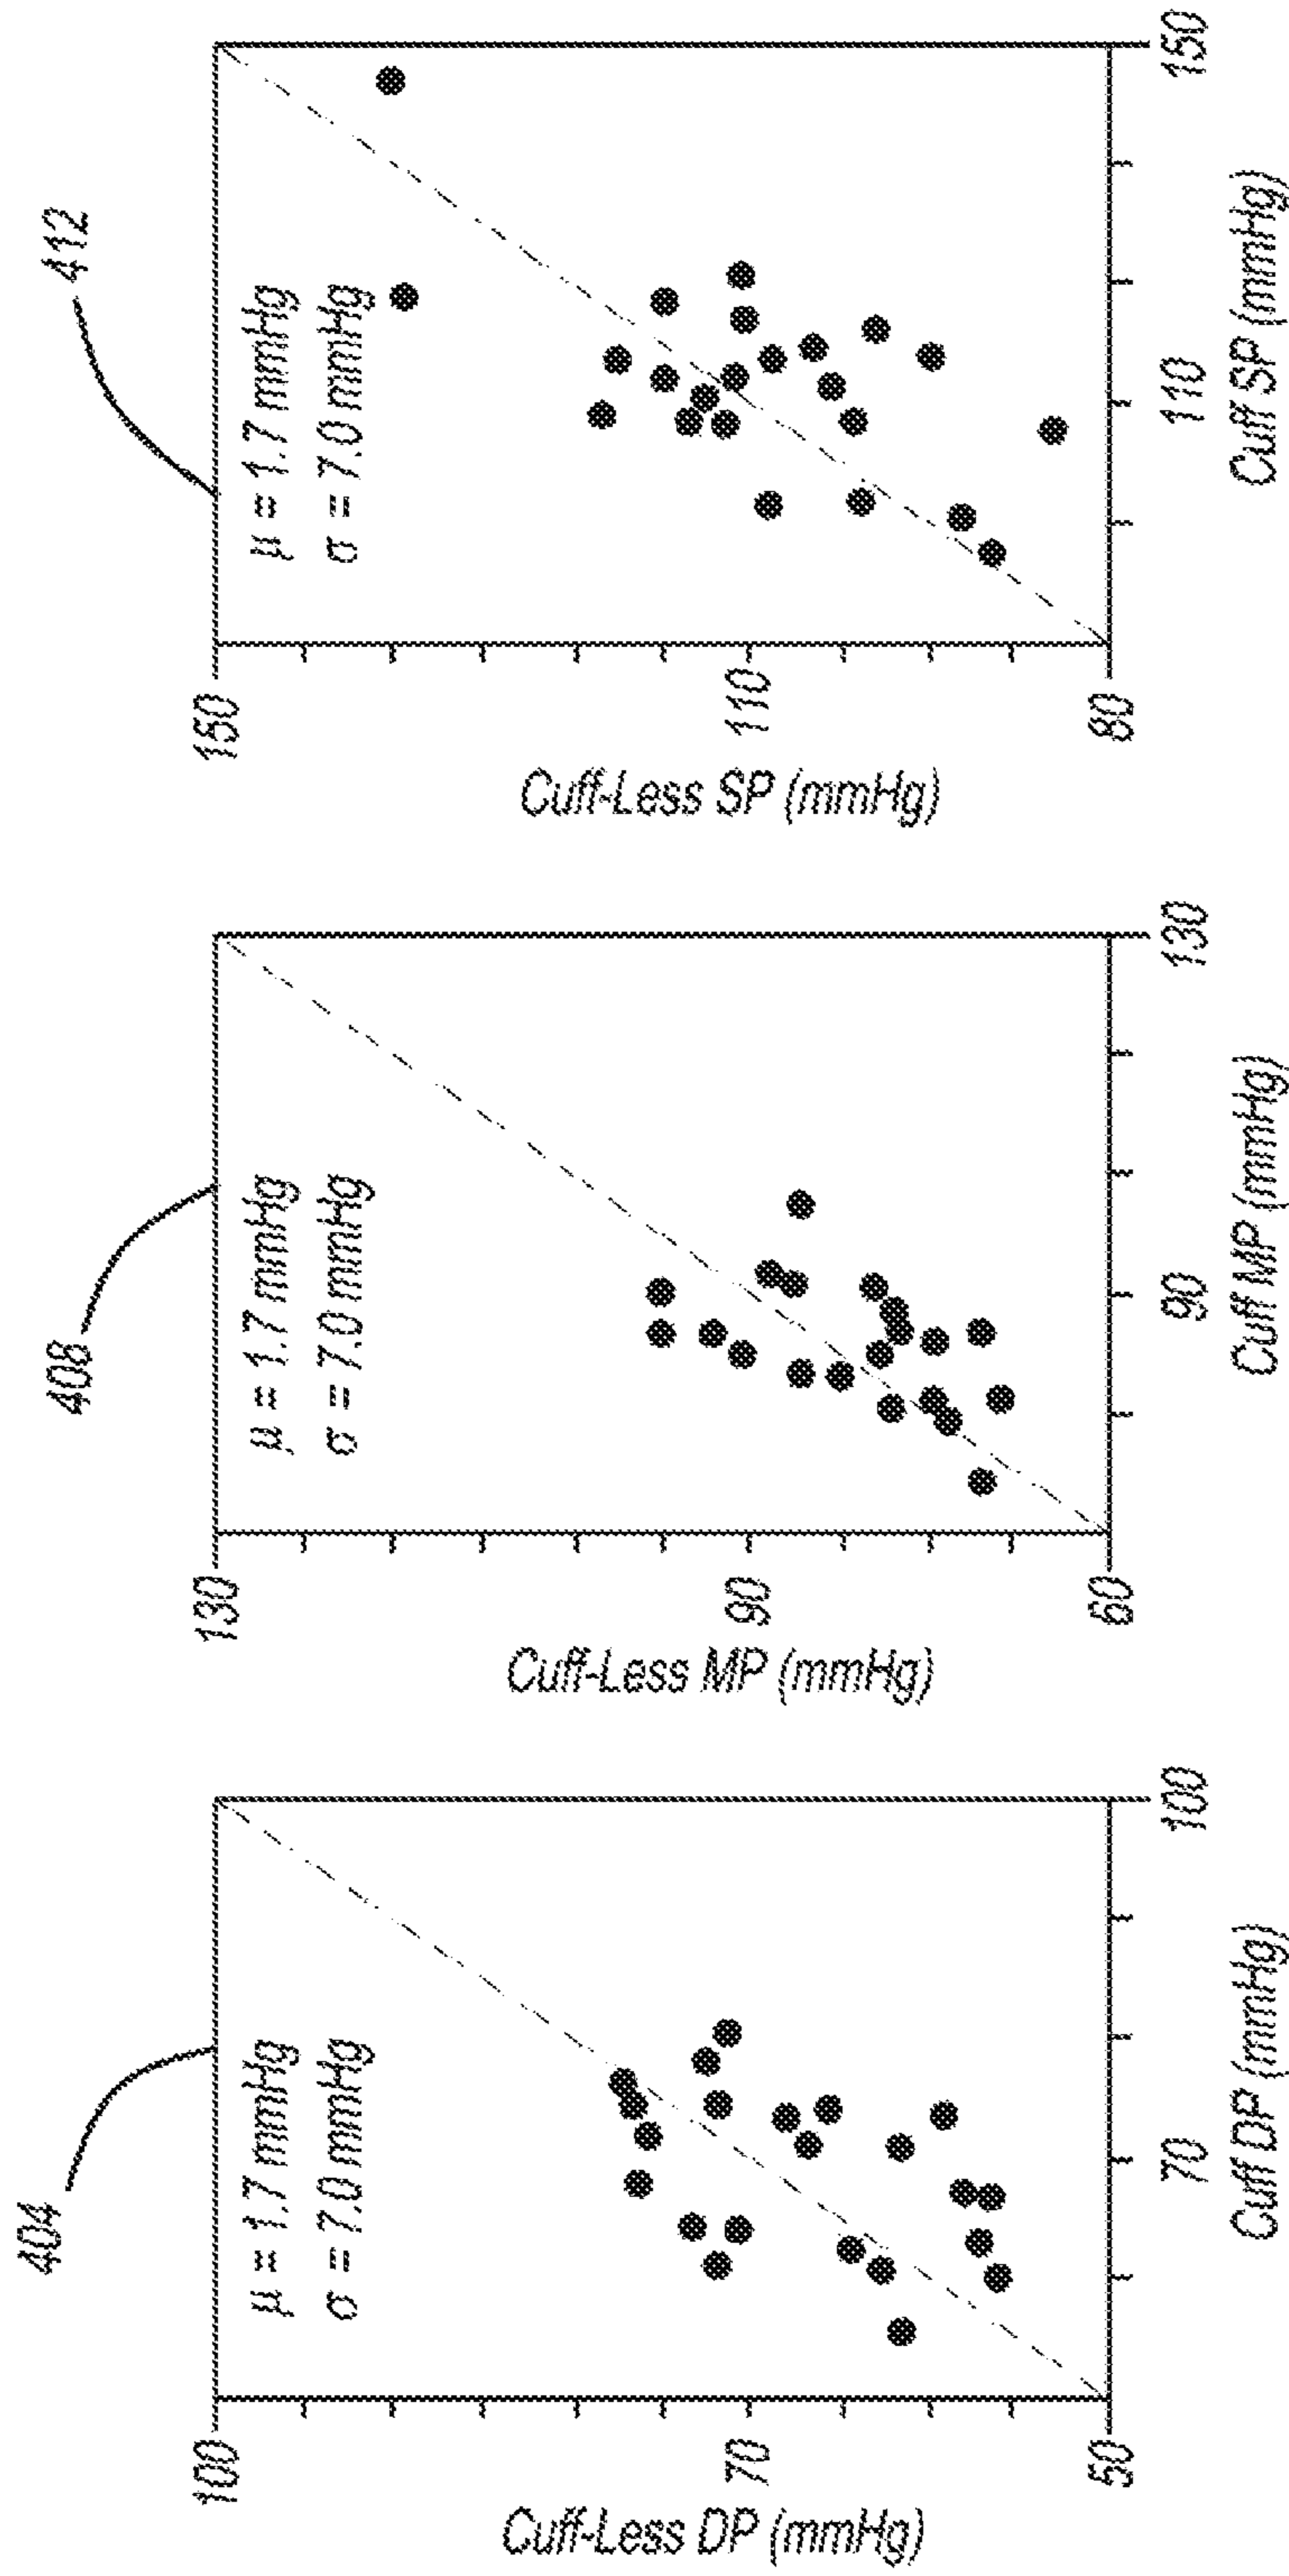 404
μ = 1.7 mmHg
σ = 7.0 mmHg
100
70
50
Cuff-Less DP (mmHg)
70
100
Cuff DP (mmHg)
408
μ = 1.7 mmHg
σ = 7.0 mmHg
130
90
60
Cuff-Less MP (mmHg)
90
130
Cuff MP (mmHg)
412
μ = 1.7 mmHg
σ = 7.0 mmHg
150
110
80
Cuff-Less SP (mmHg)
110
150
Cuff SP (mmHg)